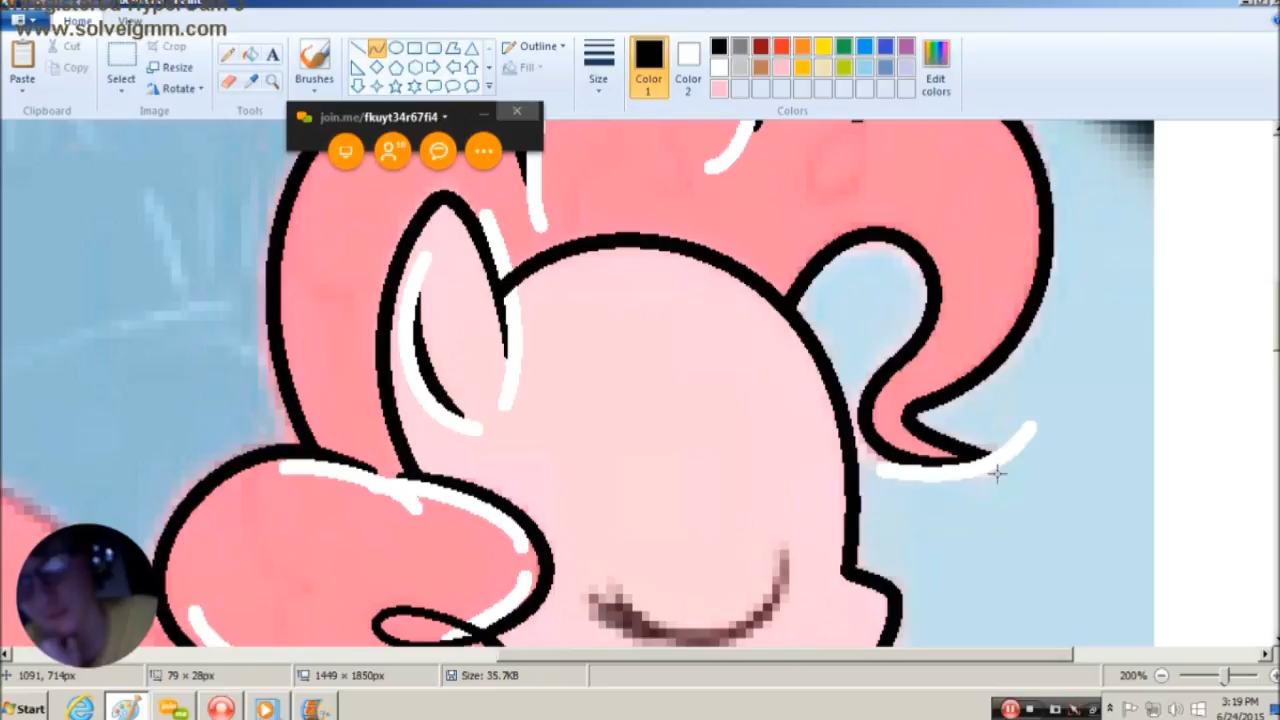 www.solveigmm.com
Home View
Paste
Cut
Copy
Clipboard
Select
Crop
Resize
Rotate
Image
A
Tools
Brushes
Outline
Fill
Size
Color 1
Color 2
Edit colors
Colors
join.me/fkuyt34r67fi4
1091, 714px
79 × 28px
1449 × 1850px
Size: 35.7KB
200%
Start
3:19 PM
6/24/2015